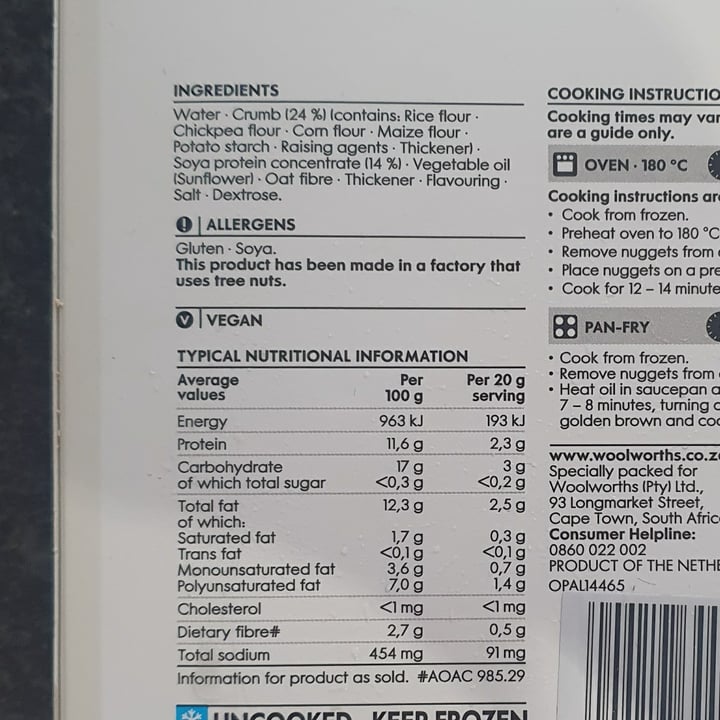 INGREDIENTS
Water · Crumb (24 %) (contains: Rice flour ·
Chickpea flour · Corn flour · Maize flour ·
Potato starch · Raising agents · Thickener) ·
Soya protein concentrate (14 %) · Vegetable oil
(Sunflower) · Oat fibre · Thickener · Flavouring ·
Salt · Dextrose.
ALLERGENS
Gluten · Soya.
This product has been made in a factory that
uses tree nuts.
V VEGAN
TYPICAL NUTRITIONAL INFORMATION
Average values Per 100 g Per 20 g serving
Energy 963 kJ 193 kJ
Protein 11,6 g 2,3 g
Carbohydrate 17 g 3 g
of which total sugar <0,3 g <0,2 g
Total fat 12,3 g 2,5 g
of which:
Saturated fat 1,7 g 0,3 g
Trans fat <0,1 g <0,1 g
Monounsaturated fat 3,6 g 0,7 g
Polyunsaturated fat 7,0 g 1,4 g
Cholesterol <1 mg <1 mg
Dietary fibre# 2,7 g 0,5 g
Total sodium 454 mg 91 mg
Information for product as sold. #AOAC 985.29
UNCOOKED KEEP FROZEN
COOKING
Cooking times may
are a guide only.
OVEN · 180 °C
Cooking instructions
• Cook from frozen.
• Preheat oven to 180 °C
• Remove nuggets from
• Place nuggets on a
• Cook for 12 – 14
PAN-FRY
• Cook from frozen.
• Remove nuggets from
• Heat oil in saucepan
7 – 8 minutes, turning
golden brown and
www.woolworths.co.z
Specially packed for
Woolworths (Pty) Ltd.,
93 Longmarket Street,
Cape Town, South
Consumer Helpline:
0860 022 002
PRODUCT OF THE
OPAL14465